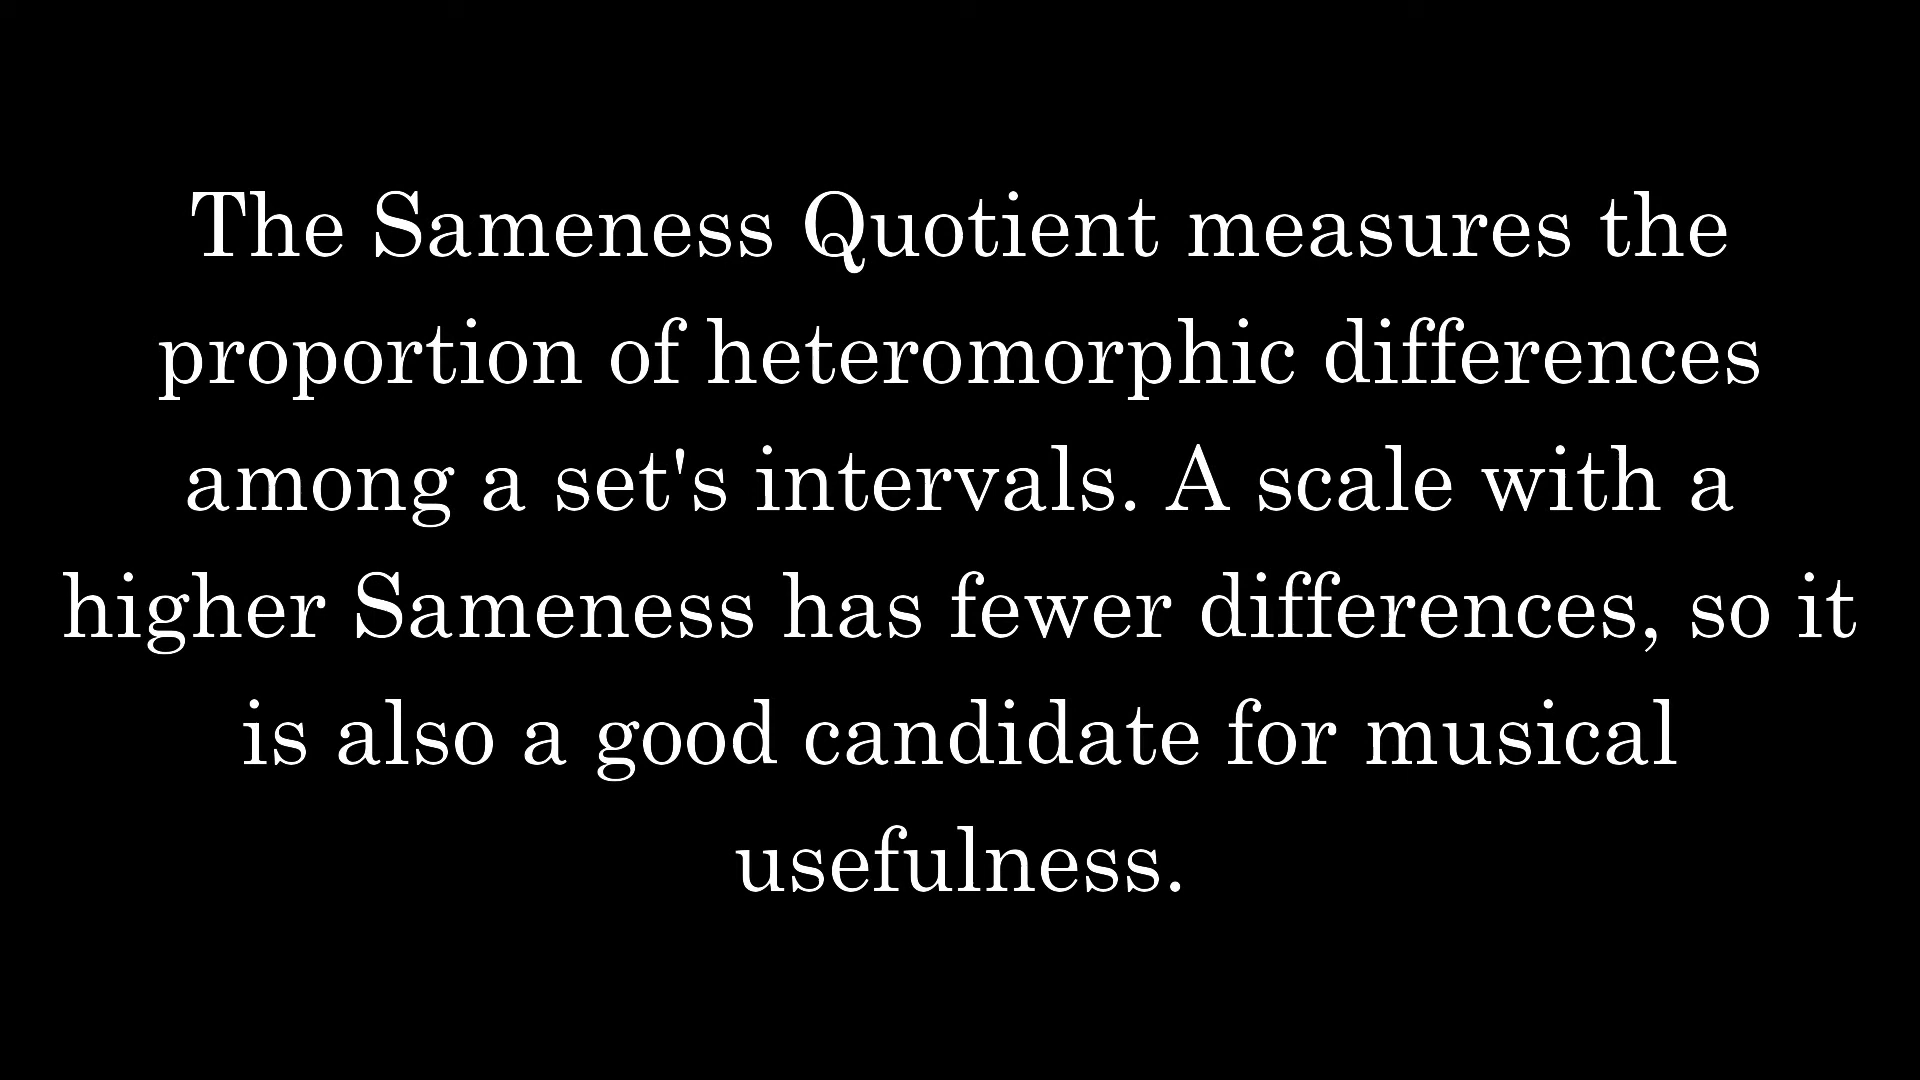 The Sameness Quotient measures the
proportion of heteromorphic differences
among a set's intervals. A scale with a
higher Sameness has fewer differences, so it
is also a good candidate for musical
usefulness.